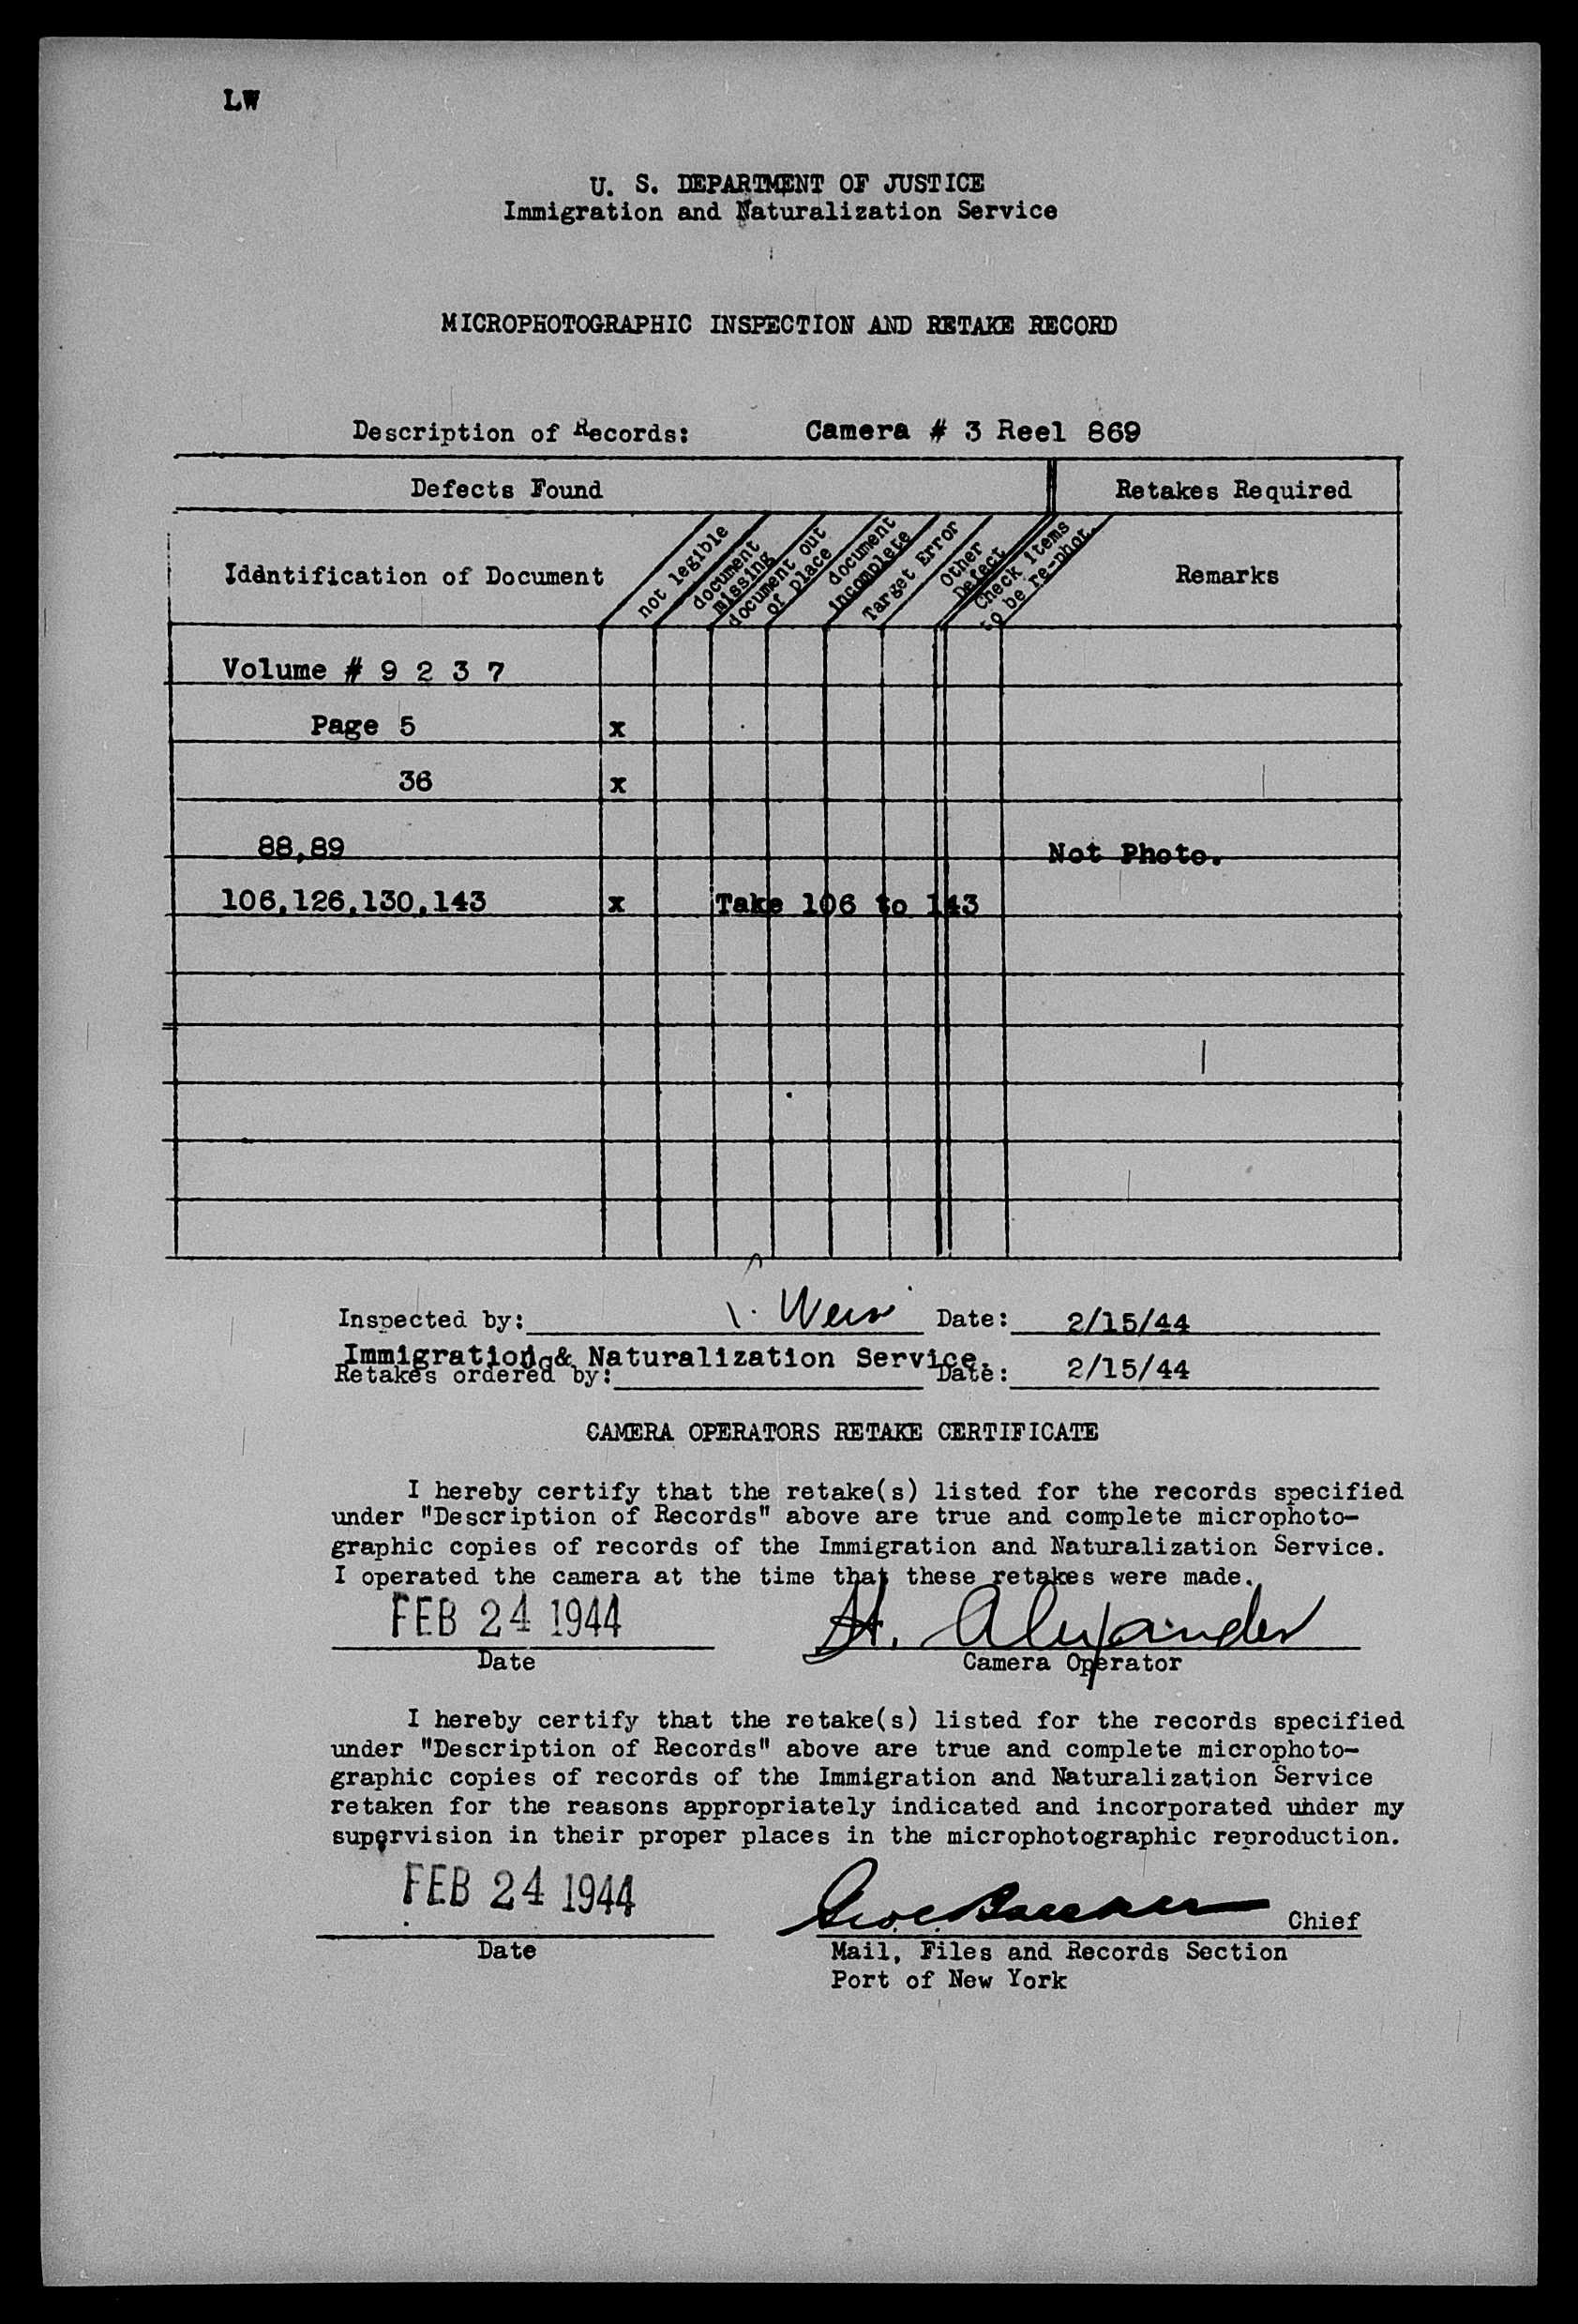 LW
U. S. DEPARTMENT OF JUSTICE
Immigration and Naturalization Service
MICROPHOTOGRAPHIC INSPECTION AND RETAKE RECORD
Description of Records: Camera # 3 Reel 869
Defects Found Retakes Required
Identification of Document not legible document missing document out of place document incomplete Target Error Other Defect Check items to be re-phot. Remarks
Volume # 9 2 3 7
Page 5 x
36 x
88,89 Not Photo.
106,126,130,143 x Take 106 to 143
Inspected by: Date: 2/15/44
Immigration & Naturalization Service.
Retakes ordered by: Date: 2/15/44
CAMERA OPERATORS RETAKE CERTIFICATE
I hereby certify that the retake(s) listed for the records specified
under "Description of Records" above are true and complete microphoto-
graphic copies of records of the Immigration and Naturalization Service.
I operated the camera at the time that these retakes were made.
FEB 24 1944 H. Alexander
Date Camera Operator
I hereby certify that the retake(s) listed for the records specified
under "Description of Records" above are true and complete microphoto-
graphic copies of records of the Immigration and Naturalization Service
retaken for the reasons appropriately indicated and incorporated under my
supervision in their proper places in the microphotographic reproduction.
FEB 24 1944 Chief
Date Mail, Files and Records Section
Port of New York